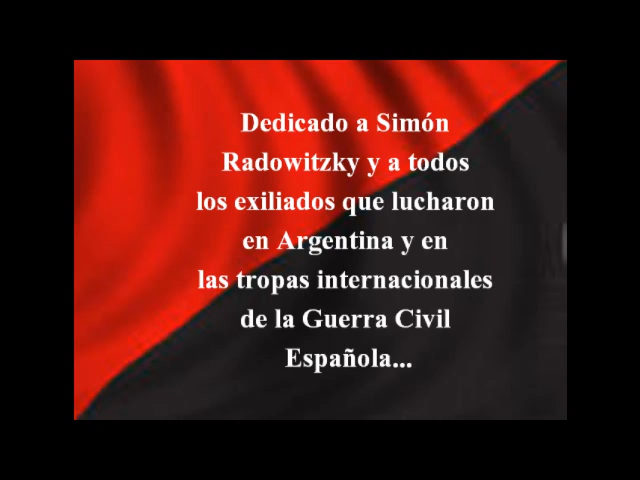 Dedicado a Simón
Radowitzky y a todos
los exiliados que lucharon
en Argentina y en
las tropas internacionales
de la Guerra Civil
Española...